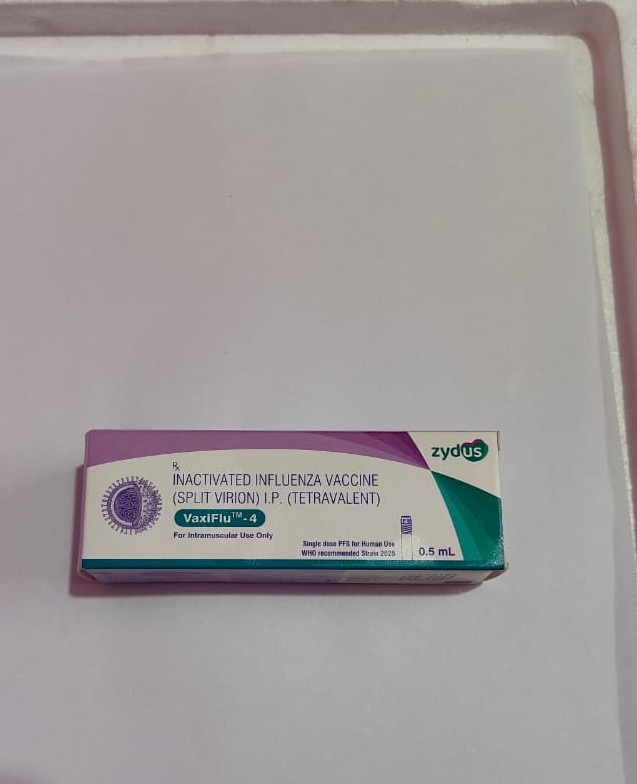 zydus
Rx
INACTIVATED INFLUENZA VACCINE
(SPLIT VIRION) I.P. (TETRAVALENT)
VaxiFlu™-4
For Intramuscular Use Only
Single dose PFS for Human Use
WHO recommended Strain 2025
0.5 mL